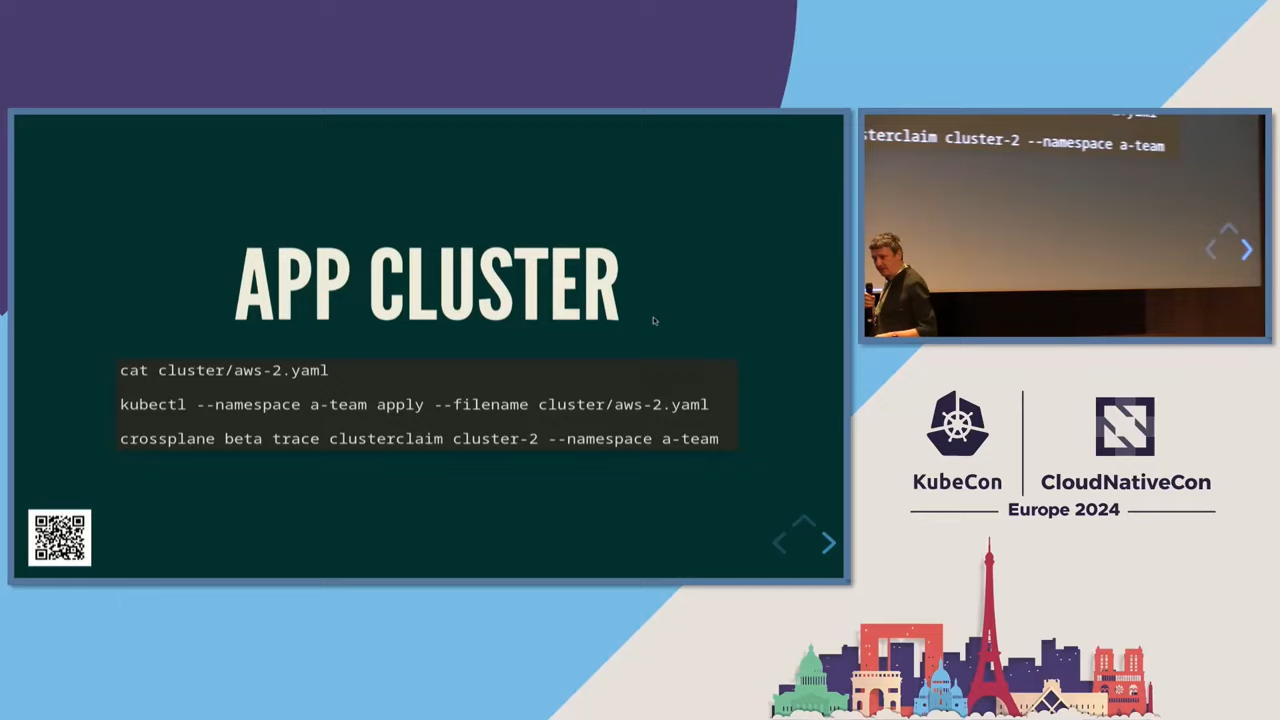 APP CLUSTER
cat cluster/aws-2.yaml
kubectl --namespace a-team apply --filename cluster/aws-2.yaml
crossplane beta trace clusterclaim cluster-2 --namespace a-team
sterclaim cluster-2 --namespace a-team
KubeCon
CloudNativeCon
Europe 2024